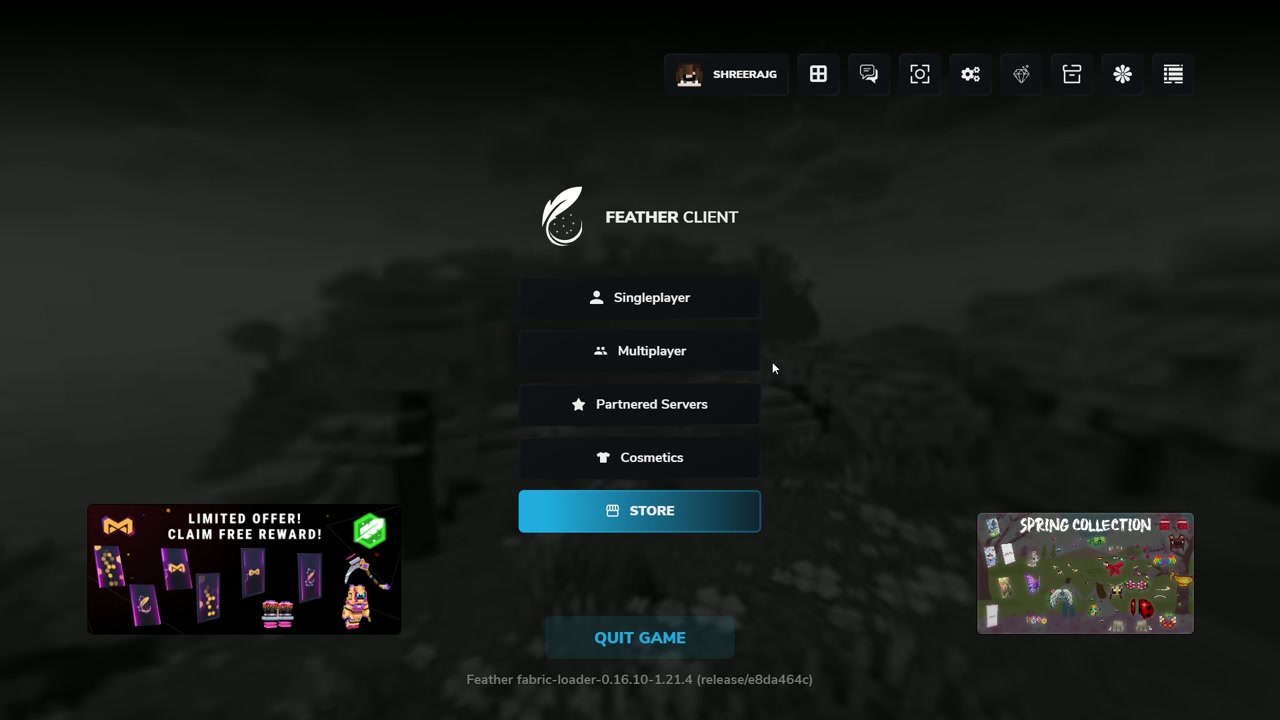 SHREERAJG
FEATHER CLIENT
Singleplayer
Multiplayer
Partnered Servers
Cosmetics
STORE
LIMITED OFFER!
CLAIM FREE REWARD!
SPRING COLLECTION
QUIT GAME
Feather fabric-loader-0.16.10-1.21.4 (release/e8da464c)